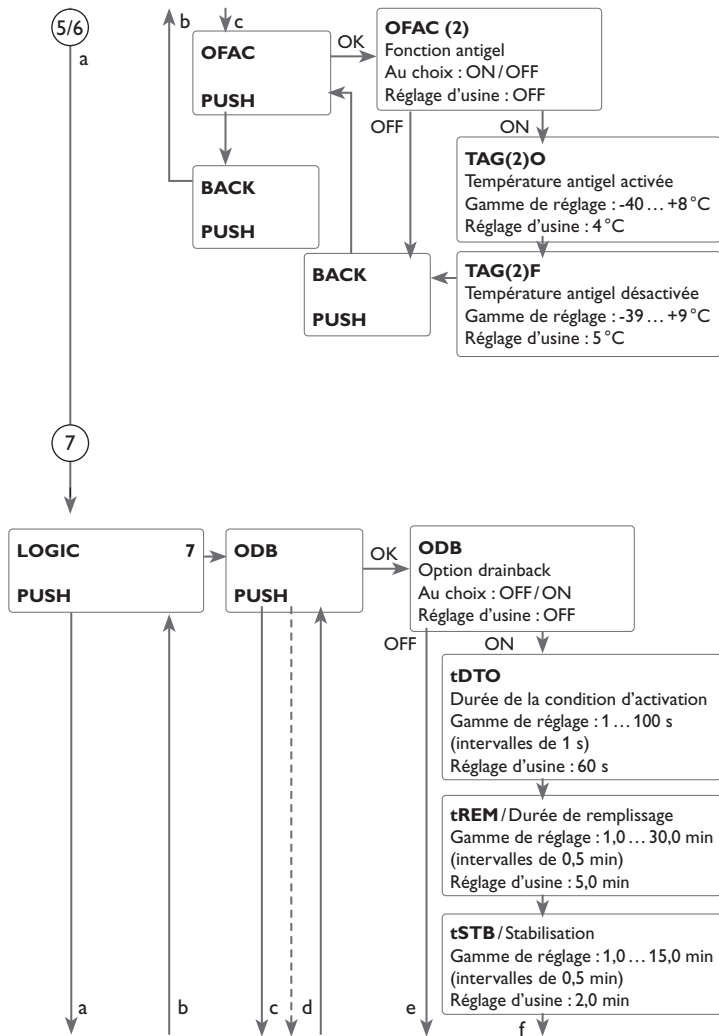 5/6
a
b
c
OFAC
PUSH
OK
OFAC (2)
Fonction antigel
Au choix : ON/OFF
Réglage d'usine : OFF
OFF
ON
BACK
PUSH
TAG(2)O
Température antigel activée
Gamme de réglage : -40 … +8 °C
Réglage d'usine : 4 °C
BACK
PUSH
TAG(2)F
Température antigel désactivée
Gamme de réglage : -39 … +9 °C
Réglage d'usine : 5 °C
7
LOGIC 7
PUSH
ODB
PUSH
OK
ODB
Option drainback
Au choix : OFF/ON
Réglage d'usine : OFF
OFF
ON
tDTO
Durée de la condition d'activation
Gamme de réglage : 1 … 100 s
(intervalles de 1 s)
Réglage d'usine : 60 s
tREM/Durée de remplissage
Gamme de réglage : 1,0 … 30,0 min
(intervalles de 0,5 min)
Réglage d'usine : 5,0 min
tSTB/Stabilisation
Gamme de réglage : 1,0 … 15,0 min
(intervalles de 0,5 min)
Réglage d'usine : 2,0 min
a
b
c
d
e
f